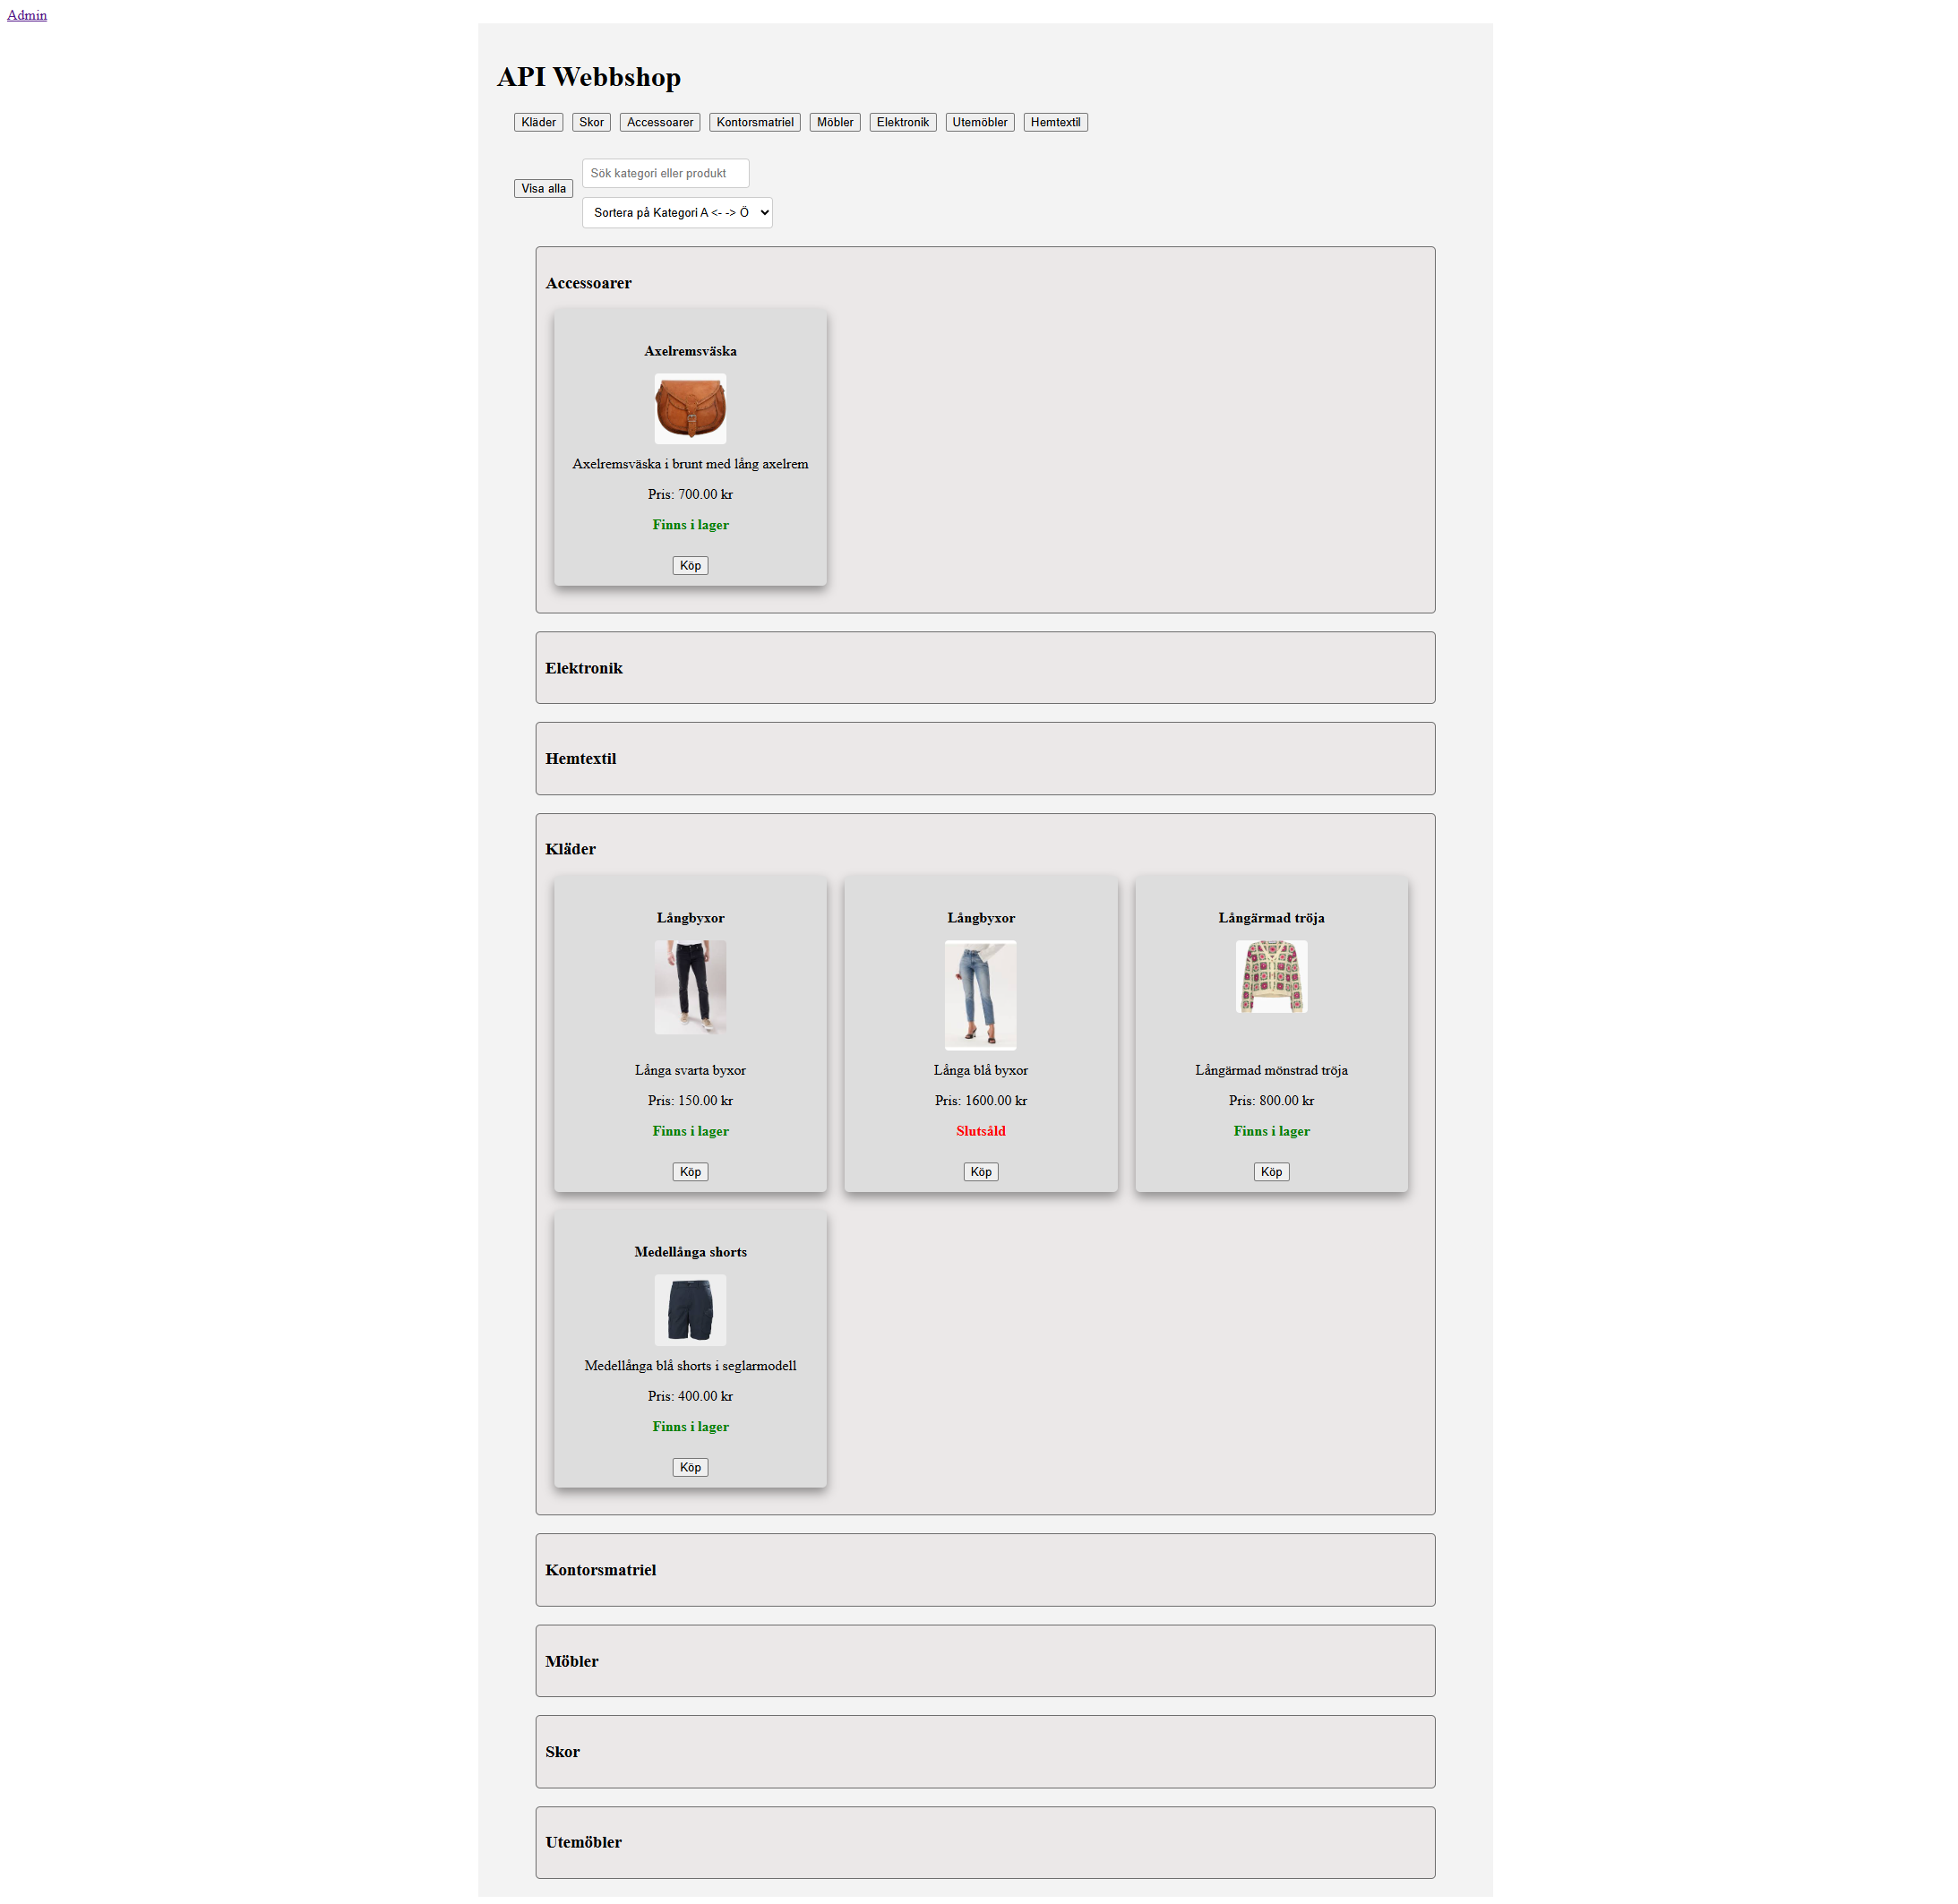 Admin
API Webbshop
Kläder Skor Accessoarer Kontorsmatriel Möbler Elektronik Utemöbler Hemtextil
Visa alla
Sök kategori eller produkt
Sortera på Kategori A <- -> Ö
Accessoarer
Axelremsväska
Axelremsväska i brunt med lång axelrem
Pris: 700.00 kr
Finns i lager
Köp
Elektronik
Hemtextil
Kläder
Långbyxor
Långa svarta byxor
Pris: 150.00 kr
Finns i lager
Köp
Långbyxor
Långa blå byxor
Pris: 1600.00 kr
Slutsåld
Köp
Långärmad tröja
Långärmad mönstrad tröja
Pris: 800.00 kr
Finns i lager
Köp
Medellånga shorts
Medellånga blå shorts i seglarmodell
Pris: 400.00 kr
Finns i lager
Köp
Kontorsmatriel
Möbler
Skor
Utemöbler